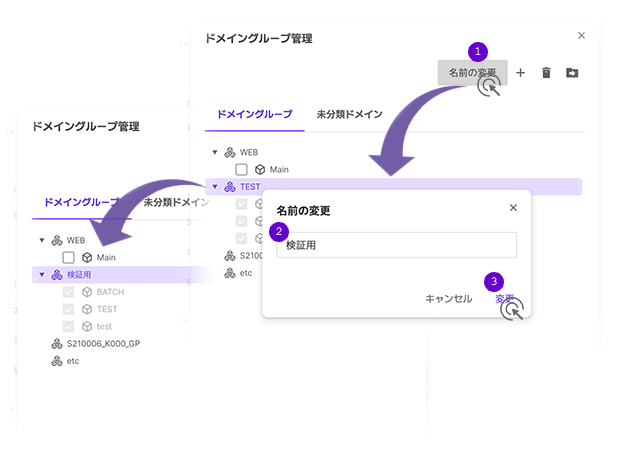 ドメイングループ管理
1
名前の変更
ドメイングループ
未分類ドメイン
WEB
Main
TEST
S210
etc
名前の変更
2
検証用
3
キャンセル
変更
ドメイングループ管理
ドメイングループ
未分類ドメイン
WEB
Main
検証用
BATCH
TEST
test
S210006_K000_GP
etc